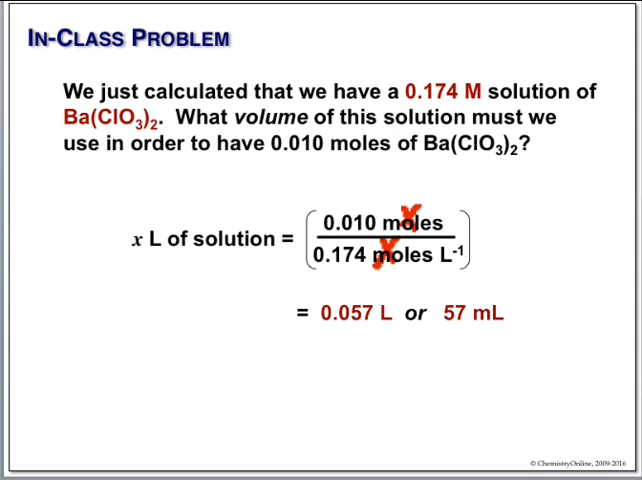 IN-CLASS PROBLEM
We just calculated that we have a 0.174 M solution of
Ba(ClO₃)₂. What volume of this solution must we
use in order to have 0.010 moles of Ba(ClO₃)₂?
x L of solution =
0.010 moles
0.174 moles L⁻¹
= 0.057 L or 57 mL
© ChemistryOnline, 2009-2016